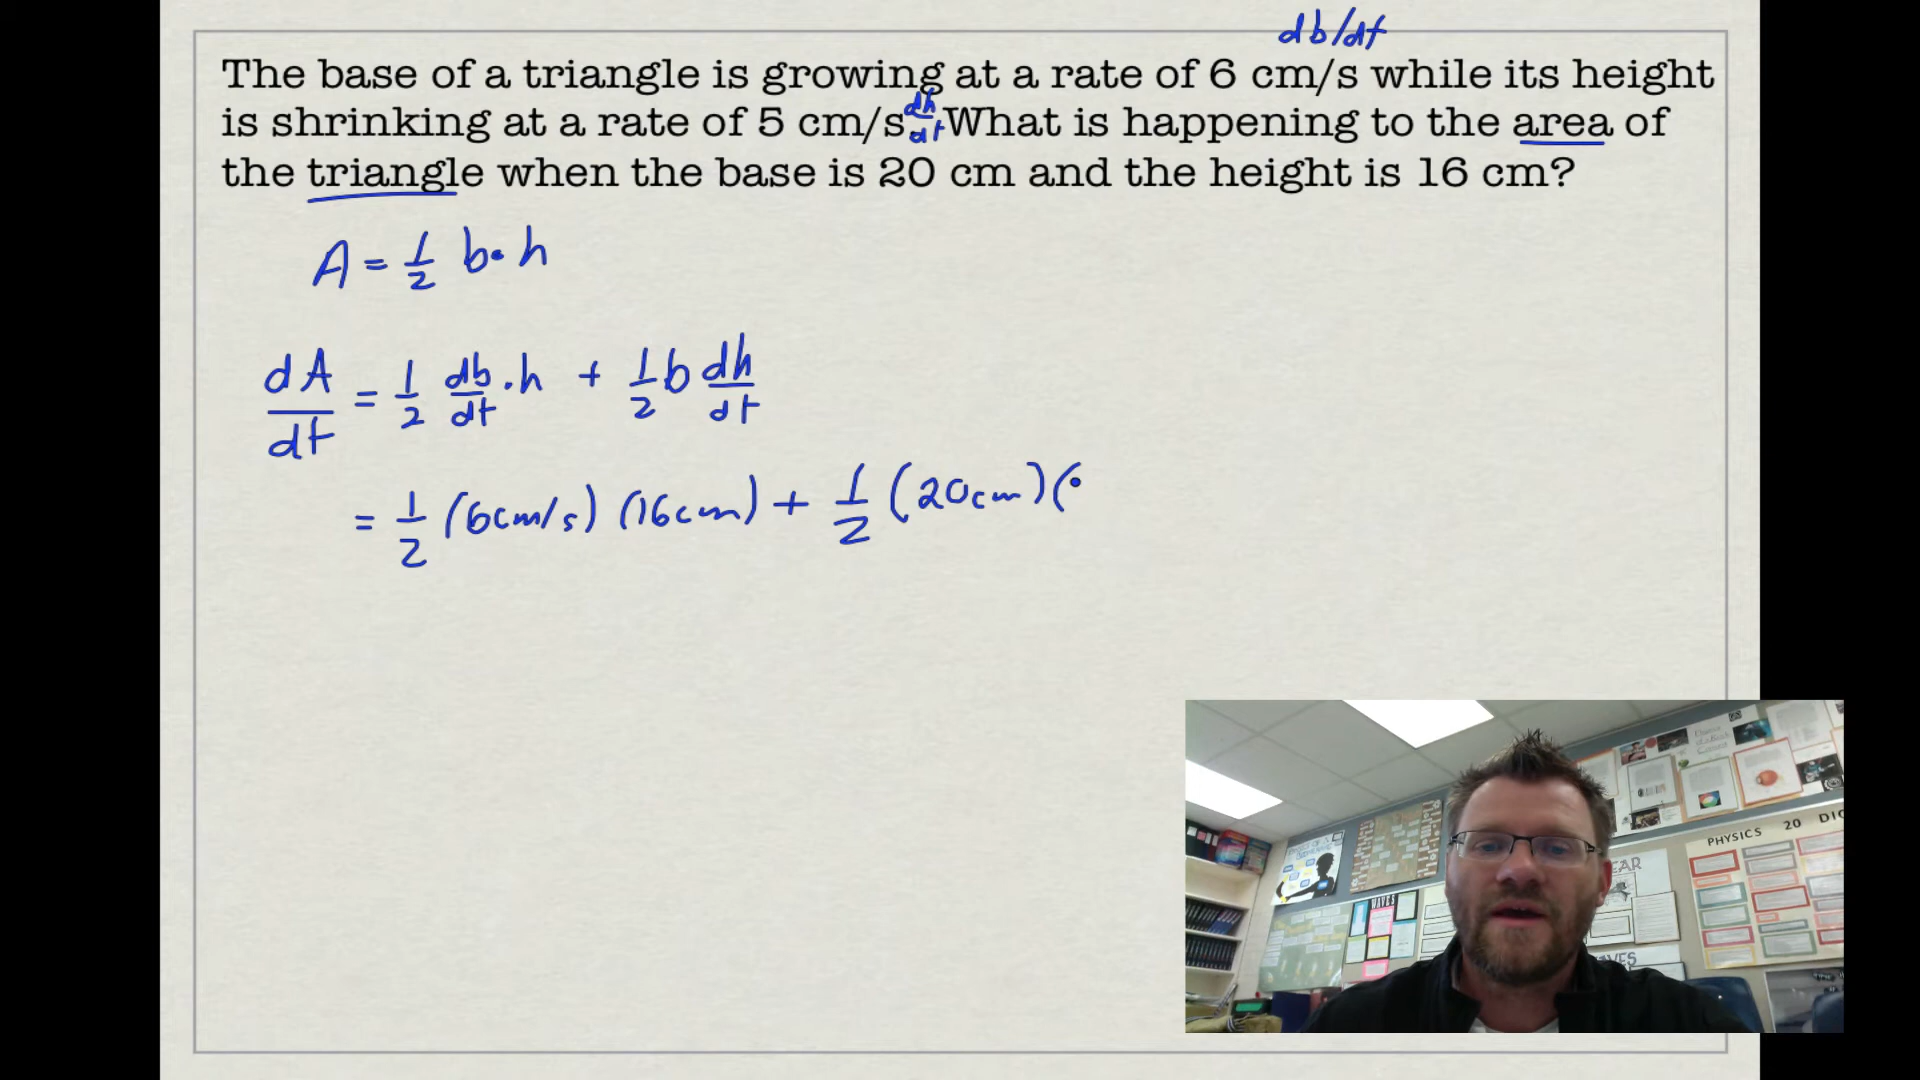 db/dt
The base of a triangle is growing at a rate of 6 cm/s while its height
is shrinking at a rate of 5 cm/s. dh/dt What is happening to the area of
the triangle when the base is 20 cm and the height is 16 cm?
A = 1/2 b • h
dA/dt = 1/2 db/dt · h + 1/2 b dh/dt
= 1/2 (6cm/s) (16cm) + 1/2 (20cm)(
PHYSICS 20
WAVES